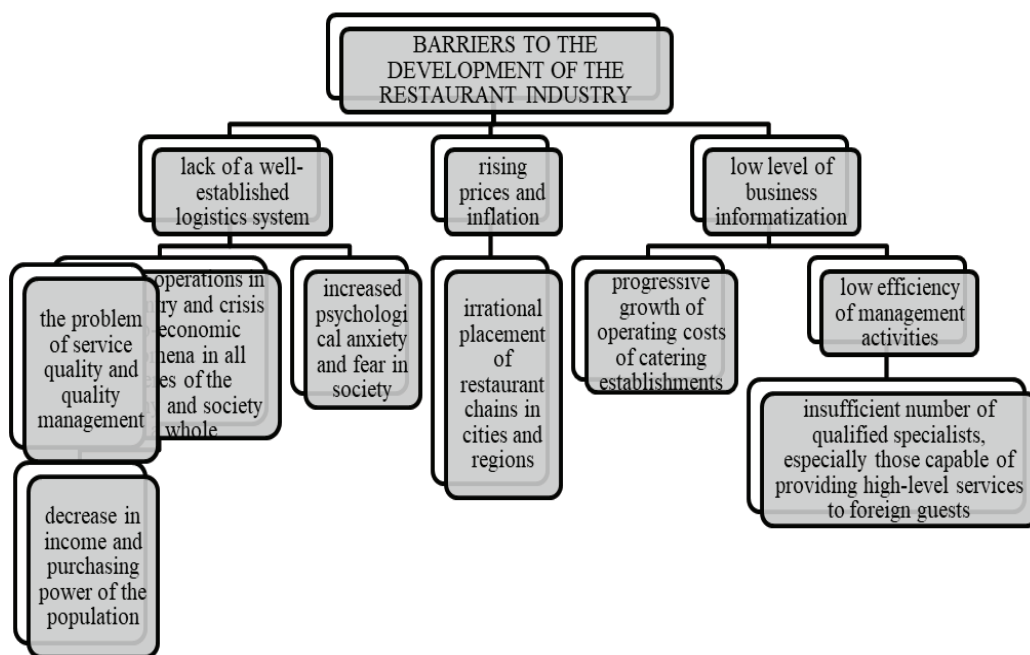 BARRIERS TO THE
DEVELOPMENT OF THE
RESTAURANT INDUSTRY
lack of a well-
established
logistics system
rising
prices and
inflation
low level of
business
informatization
the problem
of service
quality and
quality
management
operations in
and crisis
economic
in all
of the
and society
whole
increased
psychologi
cal anxiety
and fear in
society
irrational
placement
of
restaurant
chains in
cities and
regions
progressive
growth of
operating costs
of catering
establishments
low efficiency
of management
activities
decrease in
income and
purchasing
power of the
population
insufficient number of
qualified specialists,
especially those capable of
providing high-level services
to foreign guests